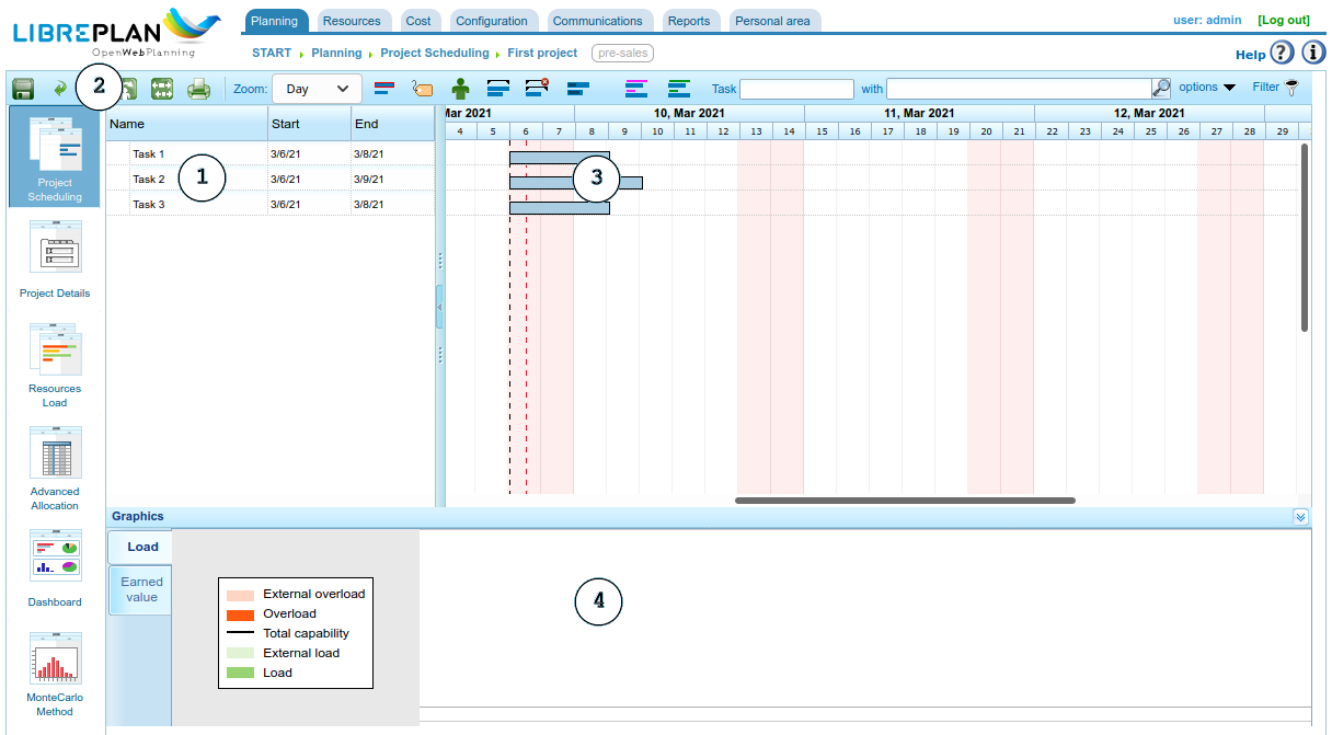 LIBREPLAN
OpenWebPlanning
Planning Resources Cost Configuration Communications Reports Personal area
user: admin [Log out]
START Planning Project Scheduling First project pre-sales
Help ? i
2
Zoom: Day
Task with options Filter
Name Start End
Mar 2021 10, Mar 2021 11, Mar 2021 12, Mar 2021
4 5 6 7 8 9 10 11 12 13 14 15 16 17 18 19 20 21 22 23 24 25 26 27 28 29
Task 1 3/6/21 3/8/21
Task 2 3/6/21 3/9/21
Task 3 3/6/21 3/8/21
1
3
Project
Scheduling
Project Details
Resources
Load
Advanced
Allocation
Dashboard
MonteCarlo
Method
Graphics
Load
Earned
value
External overload
Overload
Total capability
External load
Load
4